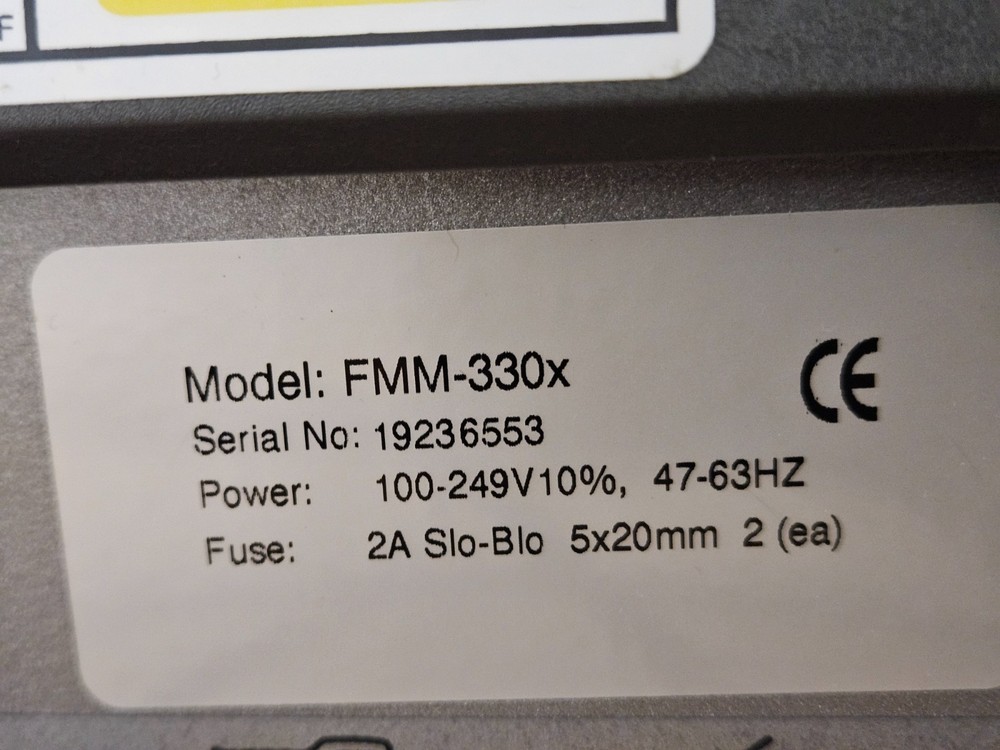 F
Model: FMM-330x
CE
Serial No: 19236553
Power: 100-249V10%, 47-63HZ
Fuse: 2A Slo-Blo 5x20mm 2 (ea)